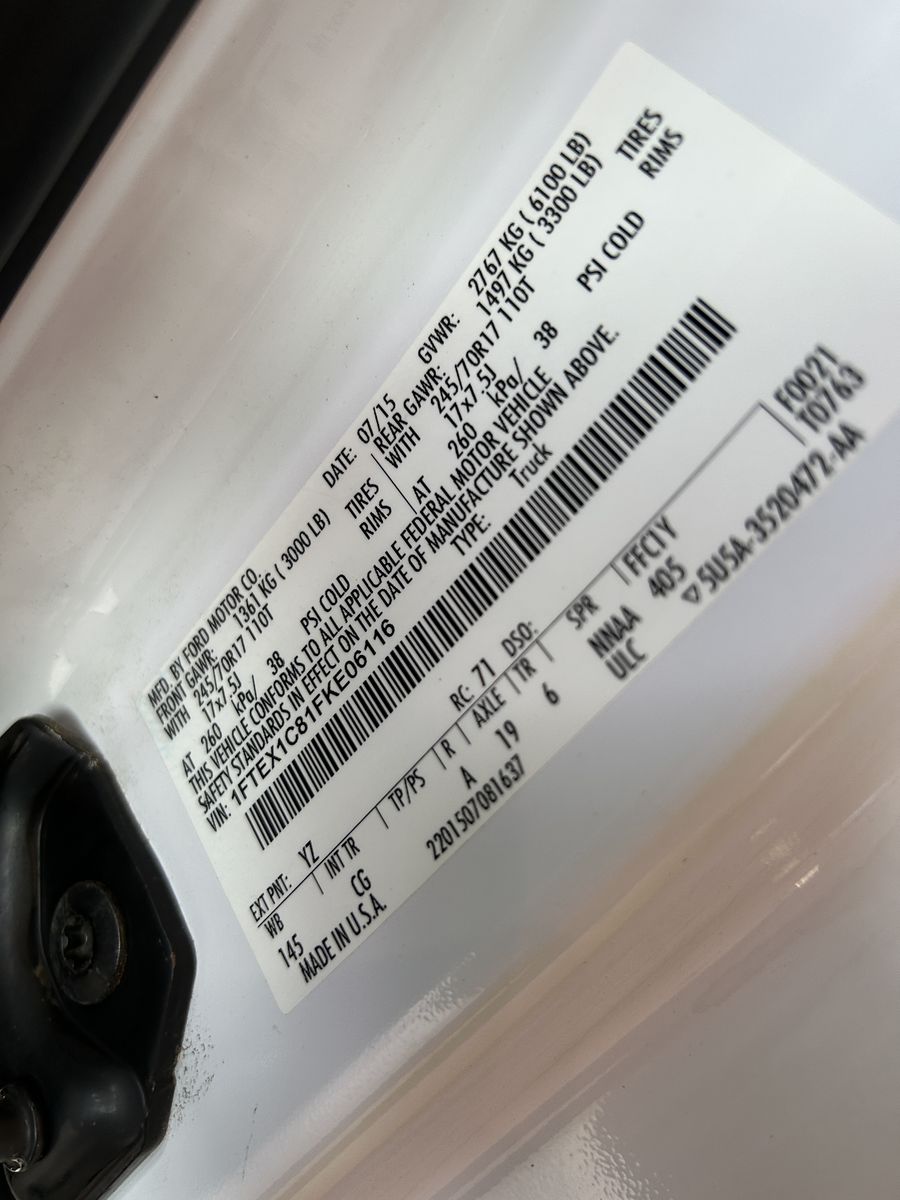 MFD. BY FORD MOTOR CO.
DATE: 07/15 GVWR: 2767 KG ( 6100 LB)
FRONT GAWR: 1361 KG ( 3000 LB) REAR GAWR: 1497 KG ( 3300 LB)
WITH 245/70R17 110T TIRES WITH 245/70R17 110T TIRES
17x7.5J RIMS 17x7.5J RIMS
AT 260 kPa/ 38 PSI COLD AT 260 kPa/ 38 PSI COLD
THIS VEHICLE CONFORMS TO ALL APPLICABLE FEDERAL MOTOR VEHICLE
SAFETY STANDARDS IN EFFECT ON THE DATE OF MANUFACTURE SHOWN ABOVE.
VIN: 1FTEX1C81FKE06116 TYPE: Truck
EXT PNT: YZ RC: 71 DSO: F0021
WB INT TR TP/PS R AXLE TR SPR FFCTY T0763
145 CG A 19 6 NNAA 405
MADE IN U.S.A. 2201507081637 ULC ▽5U5A-3520472-AA